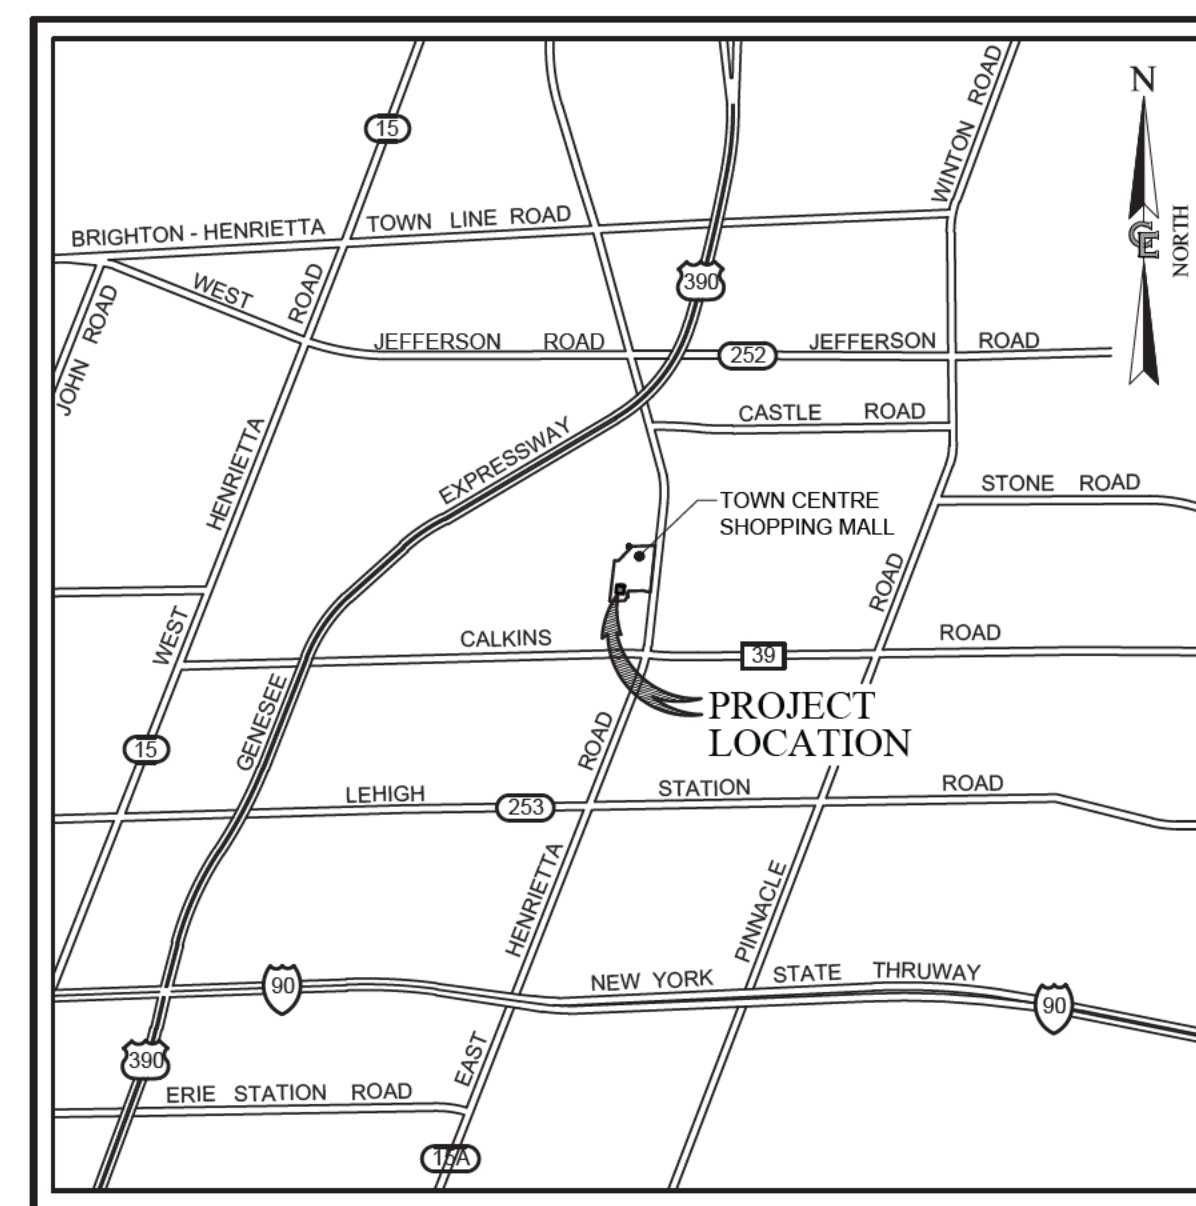 N
NORTH
CE
WINTON ROAD
15
BRIGHTON - HENRIETTA TOWN LINE ROAD
390
WEST JEFFERSON ROAD 252 JEFFERSON ROAD
JOHN ROAD
CASTLE ROAD
STONE ROAD
WEST HENRIETTA ROAD
GENESEE EXPRESSWAY
TOWN CENTRE
SHOPPING MALL
CALKINS 39 ROAD
PROJECT
LOCATION
15
LEHIGH 253 STATION ROAD
EAST HENRIETTA ROAD
PINNACLE ROAD
90
NEW YORK STATE THRUWAY
90
390
ERIE STATION ROAD
15A